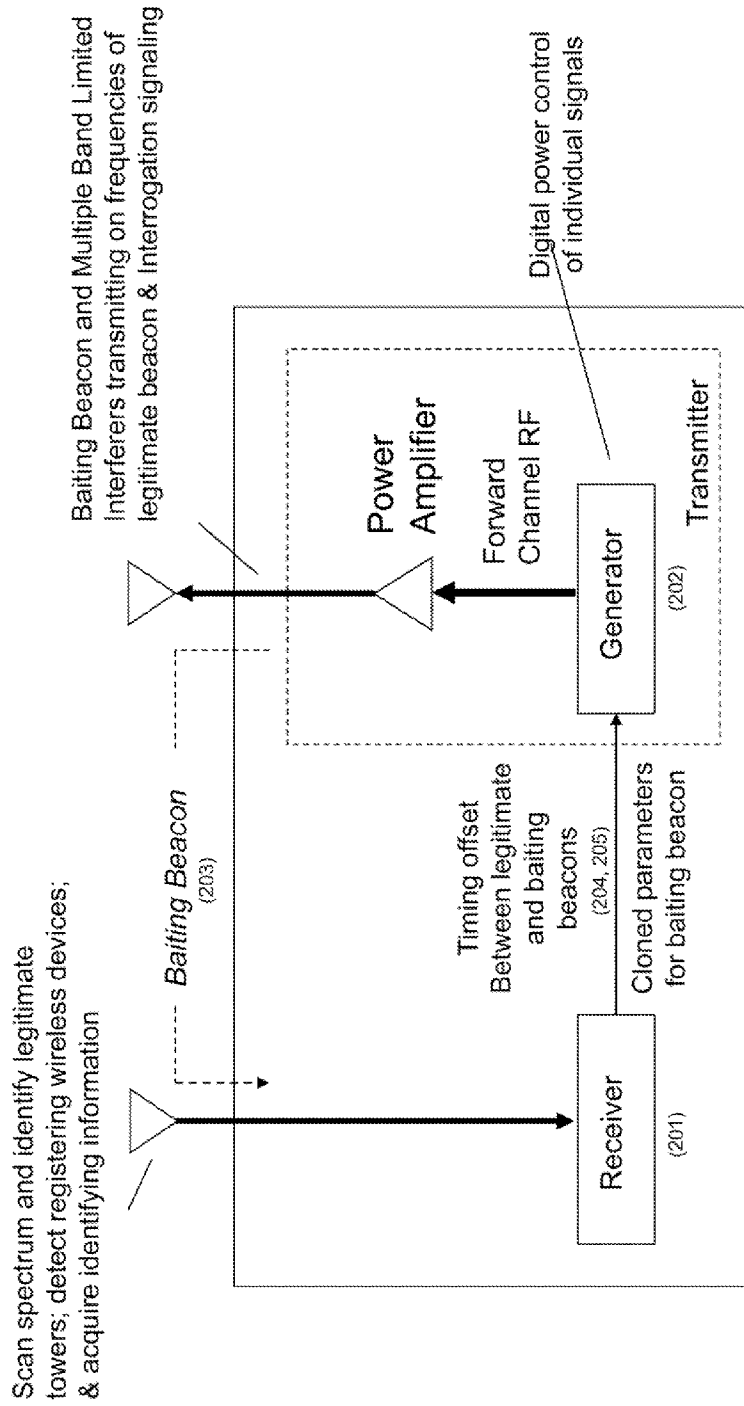 Scan spectrum and identify legitimate
towers; detect registering wireless devices;
& acquire identifying information
Baiting Beacon and Multiple Band Limited
Interferers transmitting on frequencies of
legitimate beacon & Interrogation signaling
Baiting Beacon
(203)
Power
Amplifier
Forward
Channel RF
Digital power control
of individual signals
Timing offset
Between legitimate
and baiting
beacons
(204, 205)
Cloned parameters
for baiting beacon
Receiver
(201)
Generator
(202)
Transmitter